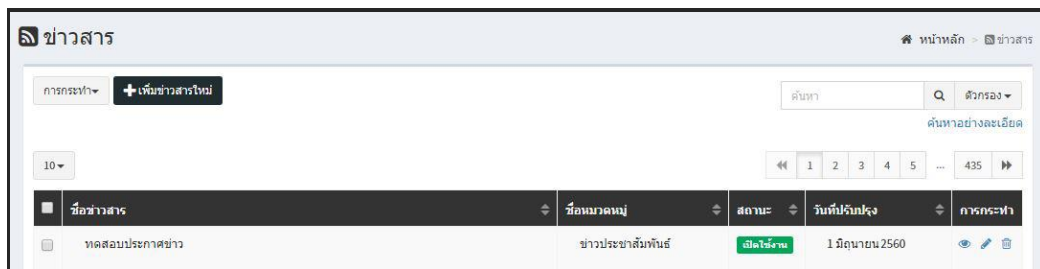 ข่าวสาร
หน้าหลัก > ข่าวสาร
การกระทำ เพิ่มข่าวสารใหม่ ค้นหา ตัวกรอง
ค้นหาอย่างละเอียด
10 1 2 3 4 5 ... 435
ชื่อข่าวสาร ชื่อหมวดหมู่ สถานะ วันที่ปรับปรุง การกระทำ
ทดสอบประกาศข่าว ข่าวประชาสัมพันธ์ เปิดใช้งาน 1 มิถุนายน 2560